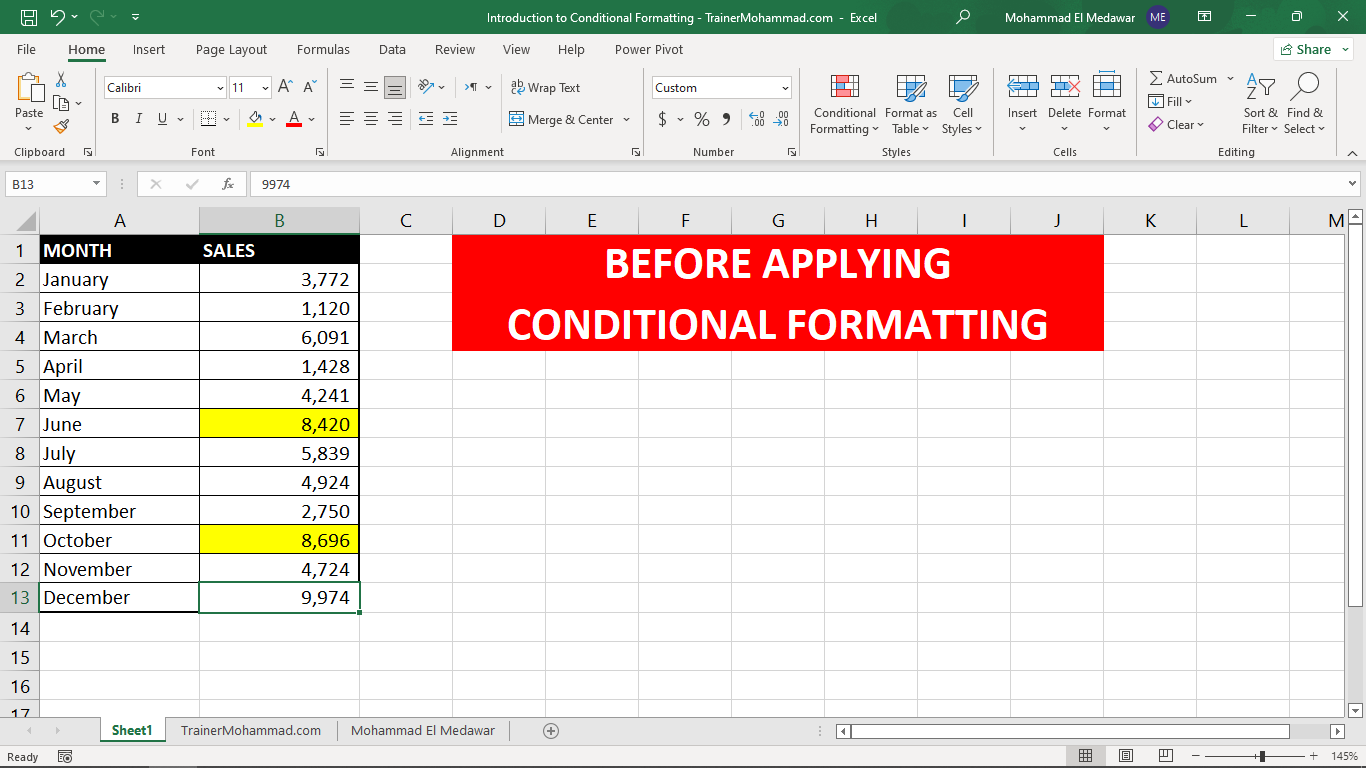 Introduction to Conditional Formatting - TrainerMohammad.com - Excel
Mohammad El Medawar ME
File Home Insert Page Layout Formulas Data Review View Help Power Pivot Share
Paste
Clipboard
Calibri 11
B I U A
Font
ab Wrap Text
Merge & Center
Alignment
Custom
$ % 9
Number
Conditional Formatting
Format as Table
Cell Styles
Styles
Insert Delete Format
Cells
AutoSum
Fill
Clear
Sort & Filter
Find & Select
Editing
B13 fx 9974
A B C D E F G H I J K L M
1 MONTH SALES
2 January 3,772
3 February 1,120
4 March 6,091
5 April 1,428
6 May 4,241
7 June 8,420
8 July 5,839
9 August 4,924
10 September 2,750
11 October 8,696
12 November 4,724
13 December 9,974
14
15
16
17
BEFORE APPLYING
CONDITIONAL FORMATTING
Sheet1 TrainerMohammad.com Mohammad El Medawar
Ready 145%